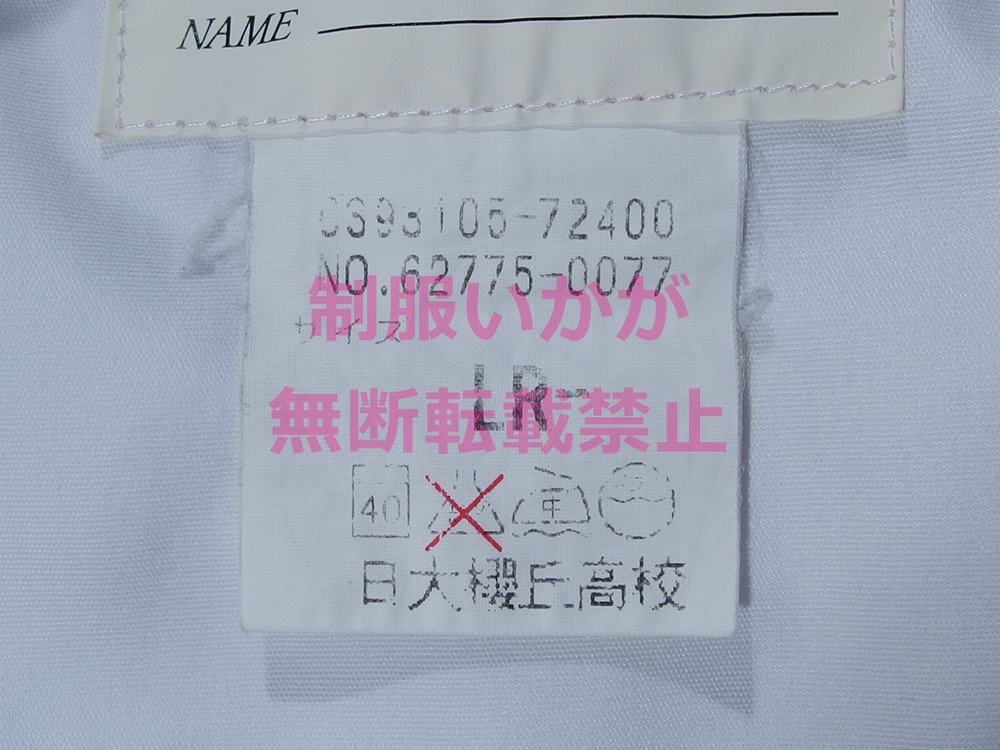 NAME
CS93105-72400
NO.62775-0077
制服いかが
サイズ
LR-
無断転載禁止
40
中
日大櫻丘高校